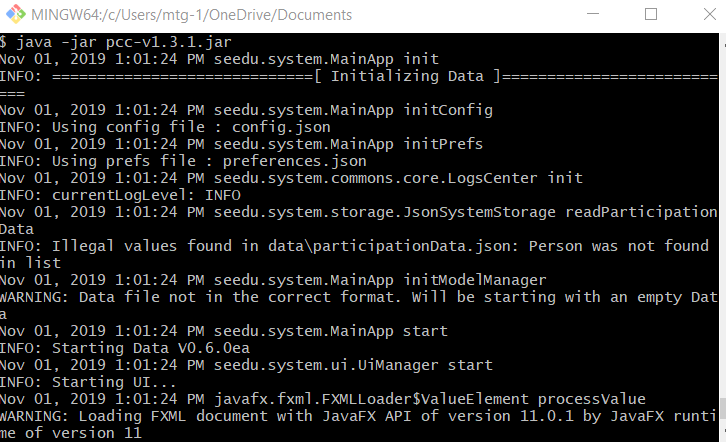 MINGW64:/c/Users/mtg-1/OneDrive/Documents
$ java -jar pcc-v1.3.1.jar
Nov 01, 2019 1:01:24 PM seedu.system.MainApp init
INFO: =============================[ Initializing Data ]========================
===
Nov 01, 2019 1:01:24 PM seedu.system.MainApp initConfig
INFO: Using config file : config.json
Nov 01, 2019 1:01:24 PM seedu.system.MainApp initPrefs
INFO: Using prefs file : preferences.json
Nov 01, 2019 1:01:24 PM seedu.system.commons.core.LogsCenter init
INFO: currentLogLevel: INFO
Nov 01, 2019 1:01:24 PM seedu.system.storage.JsonSystemStorage readParticipation
Data
INFO: Illegal values found in data\participationData.json: Person was not found
in list
Nov 01, 2019 1:01:24 PM seedu.system.MainApp initModelManager
WARNING: Data file not in the correct format. Will be starting with an empty Dat
a
Nov 01, 2019 1:01:24 PM seedu.system.MainApp start
INFO: Starting Data V0.6.0ea
Nov 01, 2019 1:01:24 PM seedu.system.ui.UiManager start
INFO: Starting UI...
Nov 01, 2019 1:01:24 PM javafx.fxml.FXMLLoader$ValueElement processValue
WARNING: Loading FXML document with JavaFX API of version 11.0.1 by JavaFX runti
me of version 11